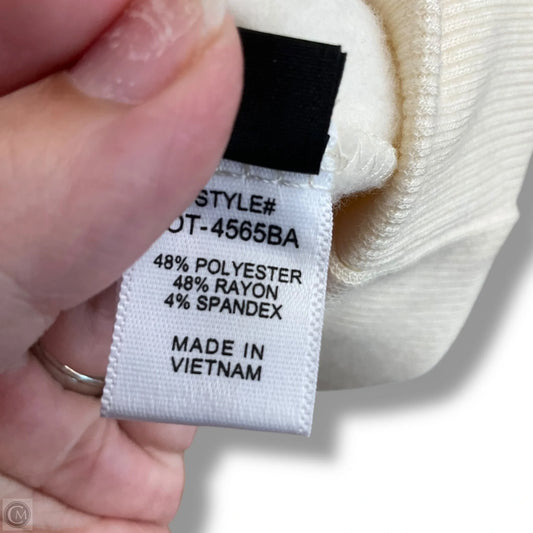 STYLE#
OT-4565BA
48% POLYESTER
48% RAYON
4% SPANDEX
MADE IN
VIETNAM